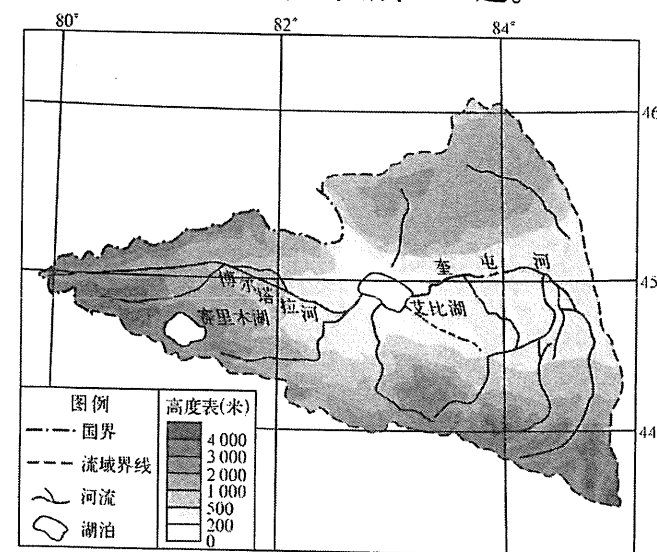 80° 82° 84°
46
奎屯河
45
博尔塔拉河
艾比湖
赛里木湖
44
图例
国界
流域界线
河流
湖泊
高度表(米)
4 000
3 000
2 000
1 000
500
200
0